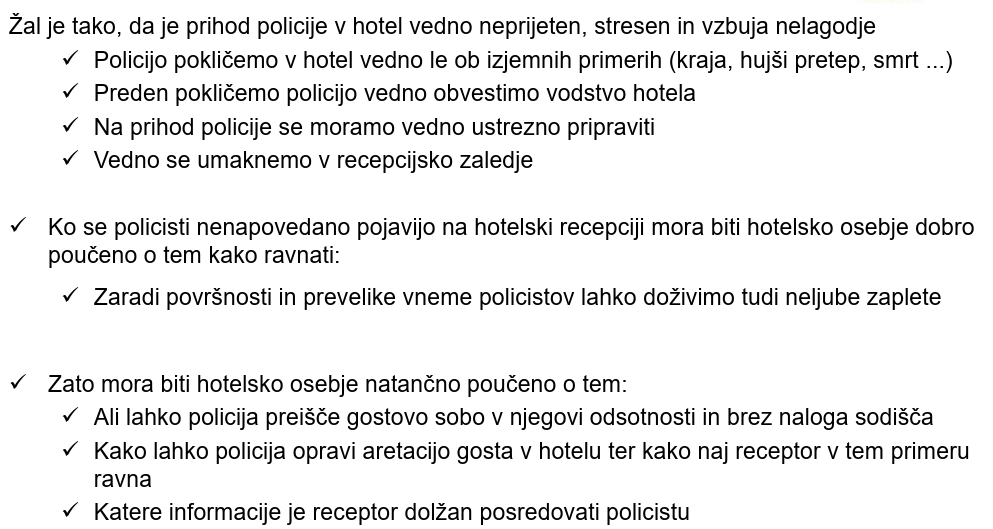 Žal je tako, da je prihod policije v hotel vedno neprijeten, stresen in vzbuja nelagodje
✓ Policijo pokličemo v hotel vedno le ob izjemnih primerih (kraja, hujši pretep, smrt ...)
✓ Preden pokličemo policijo vedno obvestimo vodstvo hotela
✓ Na prihod policije se moramo vedno ustrezno pripraviti
✓ Vedno se umaknemo v recepcijsko zaledje
✓ Ko se policisti nenapovedano pojavijo na hotelski recepciji mora biti hotelsko osebje dobro
poučeno o tem kako ravnati:
✓ Zaradi površnosti in prevelike vneme policistov lahko doživimo tudi neljube zaplete
✓ Zato mora biti hotelsko osebje natančno poučeno o tem:
✓ Ali lahko policija preišče gostovo sobo v njegovi odsotnosti in brez naloga sodišča
✓ Kako lahko policija opravi aretacijo gosta v hotelu ter kako naj receptor v tem primeru
ravna
✓ Katere informacije je receptor dolžan posredovati policistu